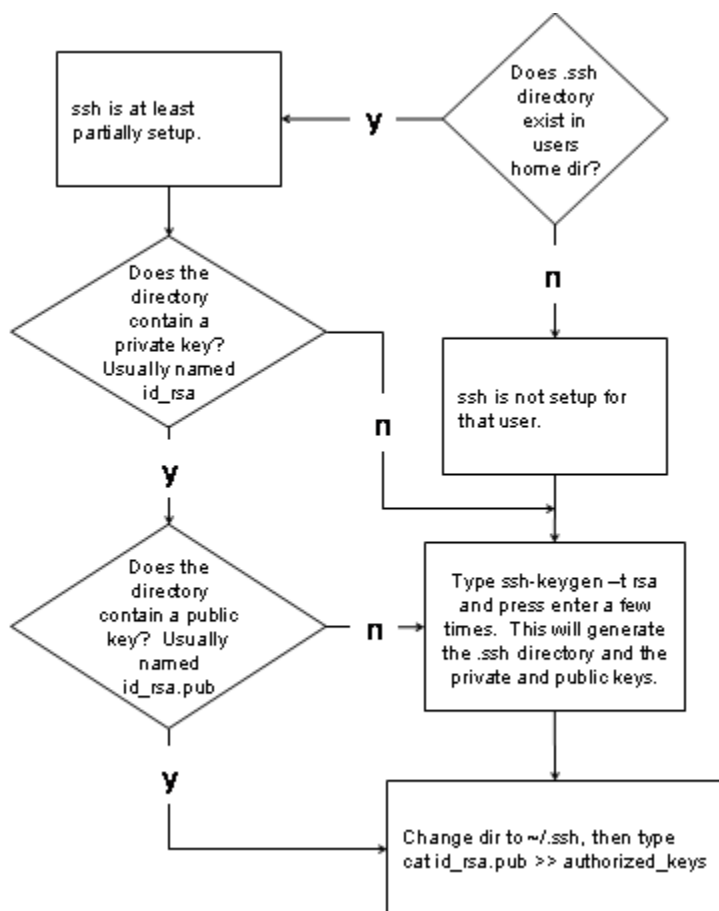 Does .ssh
directory
exist in
users
home dir?
y
ssh is at least
partially setup.
n
Does the
directory
contain a
private key?
Usually named
id_rsa
ssh is not setup for
that user.
n
y
Does the
directory
contain a public
key? Usually
named
id_rsa.pub
n
Type ssh-keygen –t rsa
and press enter a few
times. This will generate
the .ssh directory and the
private and public keys.
y
Change dir to ~/.ssh, then type
cat id_rsa.pub >> authorized_keys